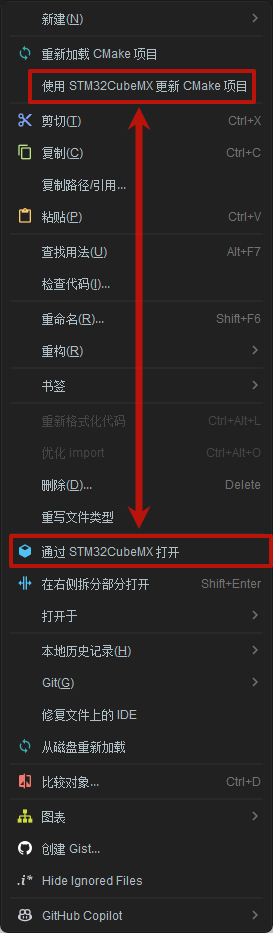 新建(N)
重新加载 CMake 项目
使用 STM32CubeMX 更新 CMake 项目
剪切(T) Ctrl+X
复制(C) Ctrl+C
复制路径/引用...
粘贴(P) Ctrl+V
查找用法(U) Alt+F7
检查代码(I)...
重命名(R)... Shift+F6
重构(R)
书签
重新格式化代码 Ctrl+Alt+L
优化 import Ctrl+Alt+O
删除(D)... Delete
重写文件类型
通过 STM32CubeMX 打开
在右侧拆分部分打开 Shift+Enter
打开于
本地历史记录(H)
Git(G)
修复文件上的 IDE
从磁盘重新加载
比较对象... Ctrl+D
图表
创建 Gist...
.i* Hide Ignored Files
GitHub Copilot